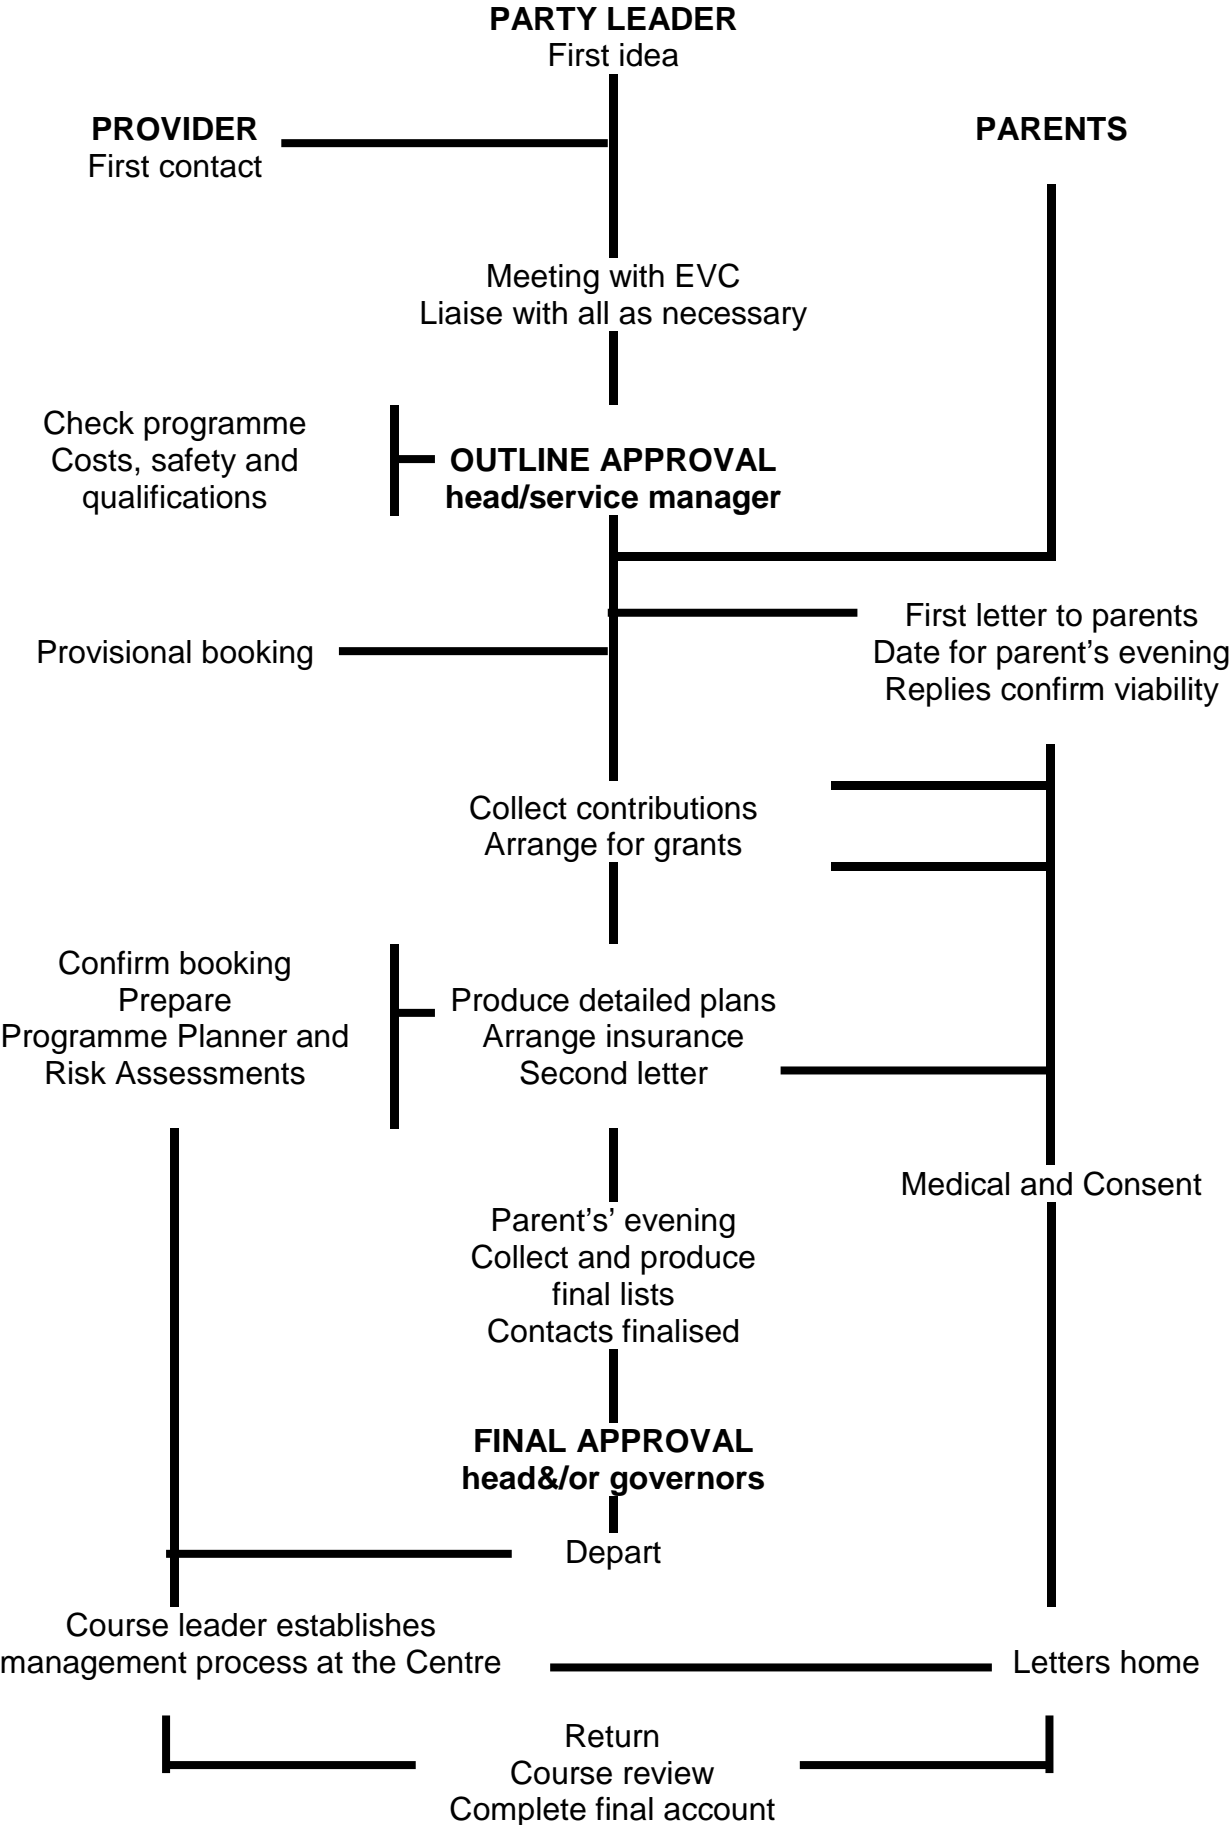 PARTY LEADER
First idea
PROVIDER
First contact
PARENTS
Meeting with EVC
Liaise with all as necessary
Check programme
Costs, safety and
qualifications
OUTLINE APPROVAL
head/service manager
First letter to parents
Date for parent's evening
Replies confirm viability
Provisional booking
Collect contributions
Arrange for grants
Confirm booking
Prepare
Programme Planner and
Risk Assessments
Produce detailed plans
Arrange insurance
Second letter
Medical and Consent
Parent's’ evening
Collect and produce
final lists
Contacts finalised
FINAL APPROVAL
head&/or governors
Depart
Course leader establishes
management process at the Centre
Letters home
Return
Course review
Complete final account